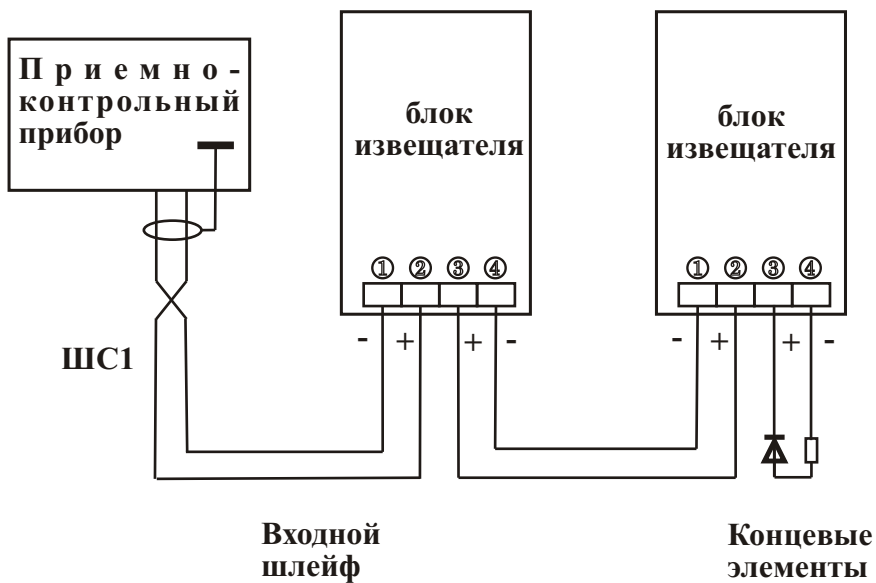 Приемно-
контрольный
прибор
блок
извещателя
блок
извещателя
① ② ③ ④
① ② ③ ④
- + + -
- + + -
ШС1
Входной
шлейф
Концевые
элементы